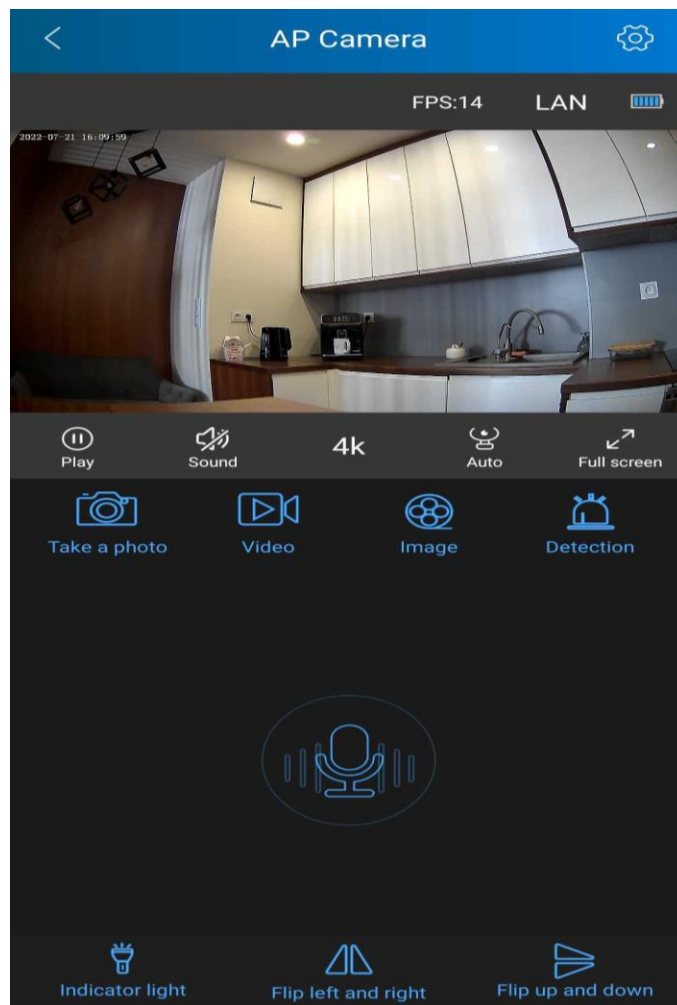 AP Camera
FPS:14 LAN
2022-07-21 16:09:59
Play Sound 4k Auto Full screen
Take a photo Video Image Detection
Indicator light Flip left and right Flip up and down